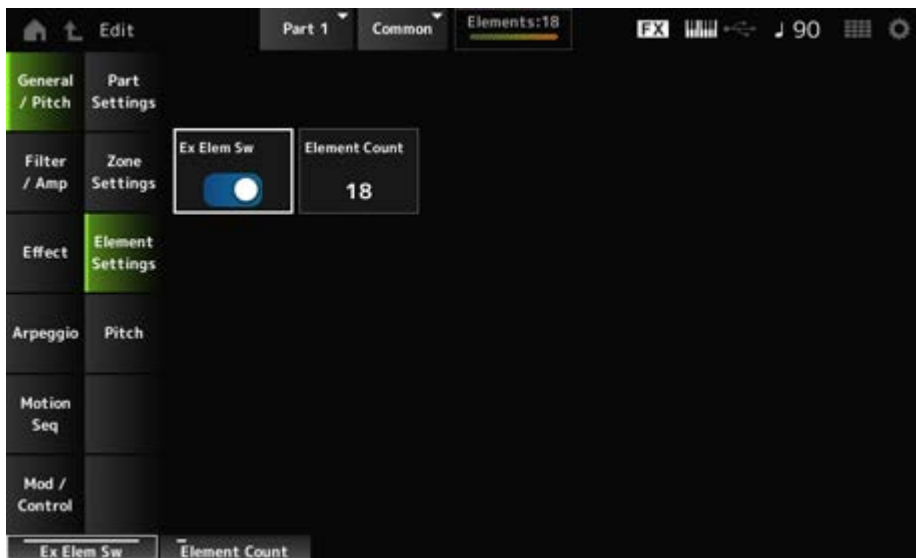 Edit
Part 1
Common
Elements:18
FX
90
General
/ Pitch
Part
Settings
Filter
/ Amp
Zone
Settings
Ex Elem Sw
Element Count
18
Effect
Element
Settings
Arpeggio
Pitch
Motion
Seq
Mod /
Control
Ex Elem Sw
Element Count